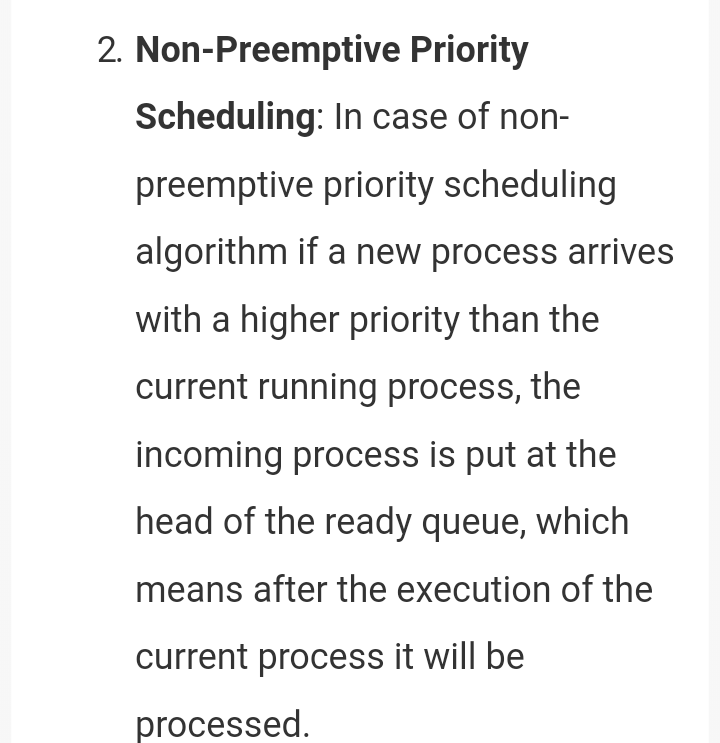 2. Non-Preemptive Priority
Scheduling: In case of non-
preemptive priority scheduling
algorithm if a new process arrives
with a higher priority than the
current running process, the
incoming process is put at the
head of the ready queue, which
means after the execution of the
current process it will be
processed.